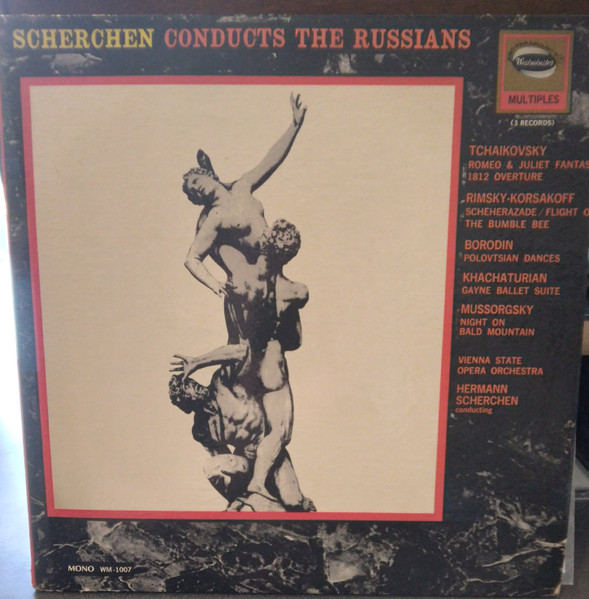 SCHERCHEN CONDUCTS THE RUSSIANS
Westminster
MULTIPLES
(3 RECORDS)
TCHAIKOVSKY
ROMEO & JULIET FANTAS
1812 OVERTURE
RIMSKY-KORSAKOFF
SCHEHERAZADE / FLIGHT O
THE BUMBLE BEE
BORODIN
POLOVTSIAN DANCES
KHACHATURIAN
GAYNE BALLET SUITE
MUSSORGSKY
NIGHT ON
BALD MOUNTAIN
VIENNA STATE
OPERA ORCHESTRA
HERMANN
SCHERCHEN
conducting
MONO WM-1007